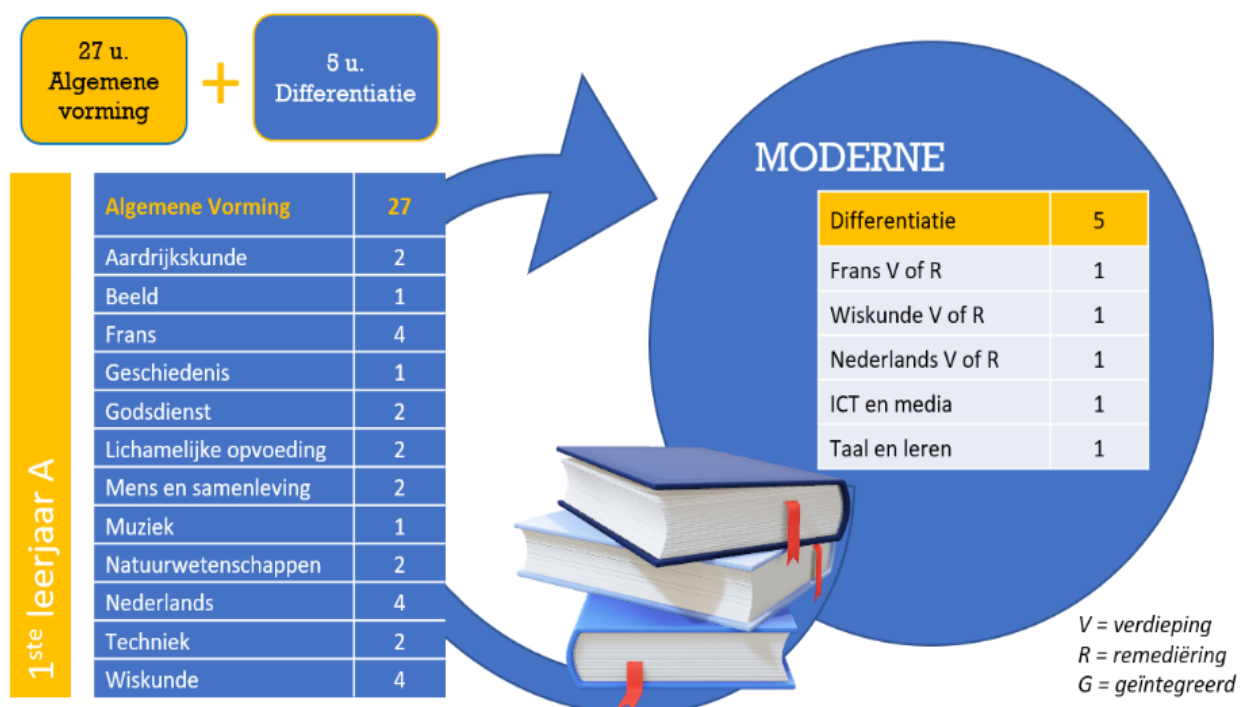 27 u.
Algemene
vorming
+
5 u.
Differentiatie
1ste leerjaar A
Algemene Vorming 27
Aardrijkskunde 2
Beeld 1
Frans 4
Geschiedenis 1
Godsdienst 2
Lichamelijke opvoeding 2
Mens en samenleving 2
Muziek 1
Natuurwetenschappen 2
Nederlands 4
Techniek 2
Wiskunde 4
MODERNE
Differentiatie 5
Frans V of R 1
Wiskunde V of R 1
Nederlands V of R 1
ICT en media 1
Taal en leren 1
V = verdieping
R = remediëring
G = geïntegreerd